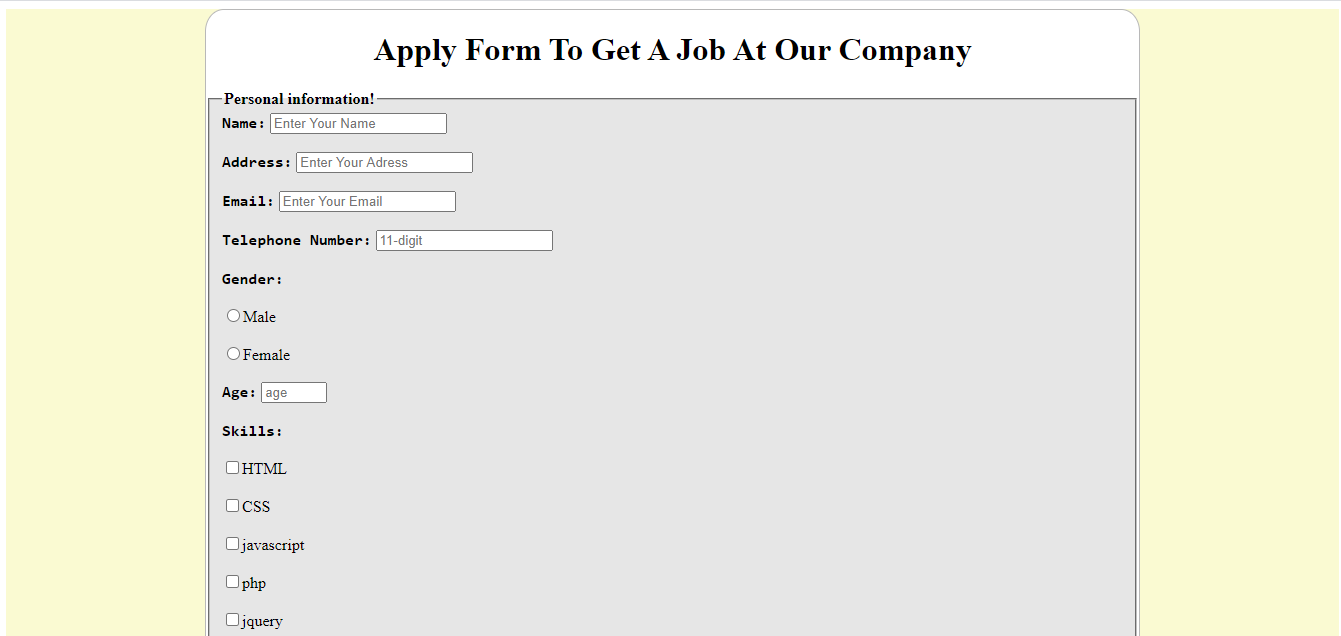 Apply Form To Get A Job At Our Company
Personal information!
Name: Enter Your Name
Address: Enter Your Adress
Email: Enter Your Email
Telephone Number: 11-digit
Gender:
Male
Female
Age: age
Skills:
HTML
CSS
javascript
php
jquery